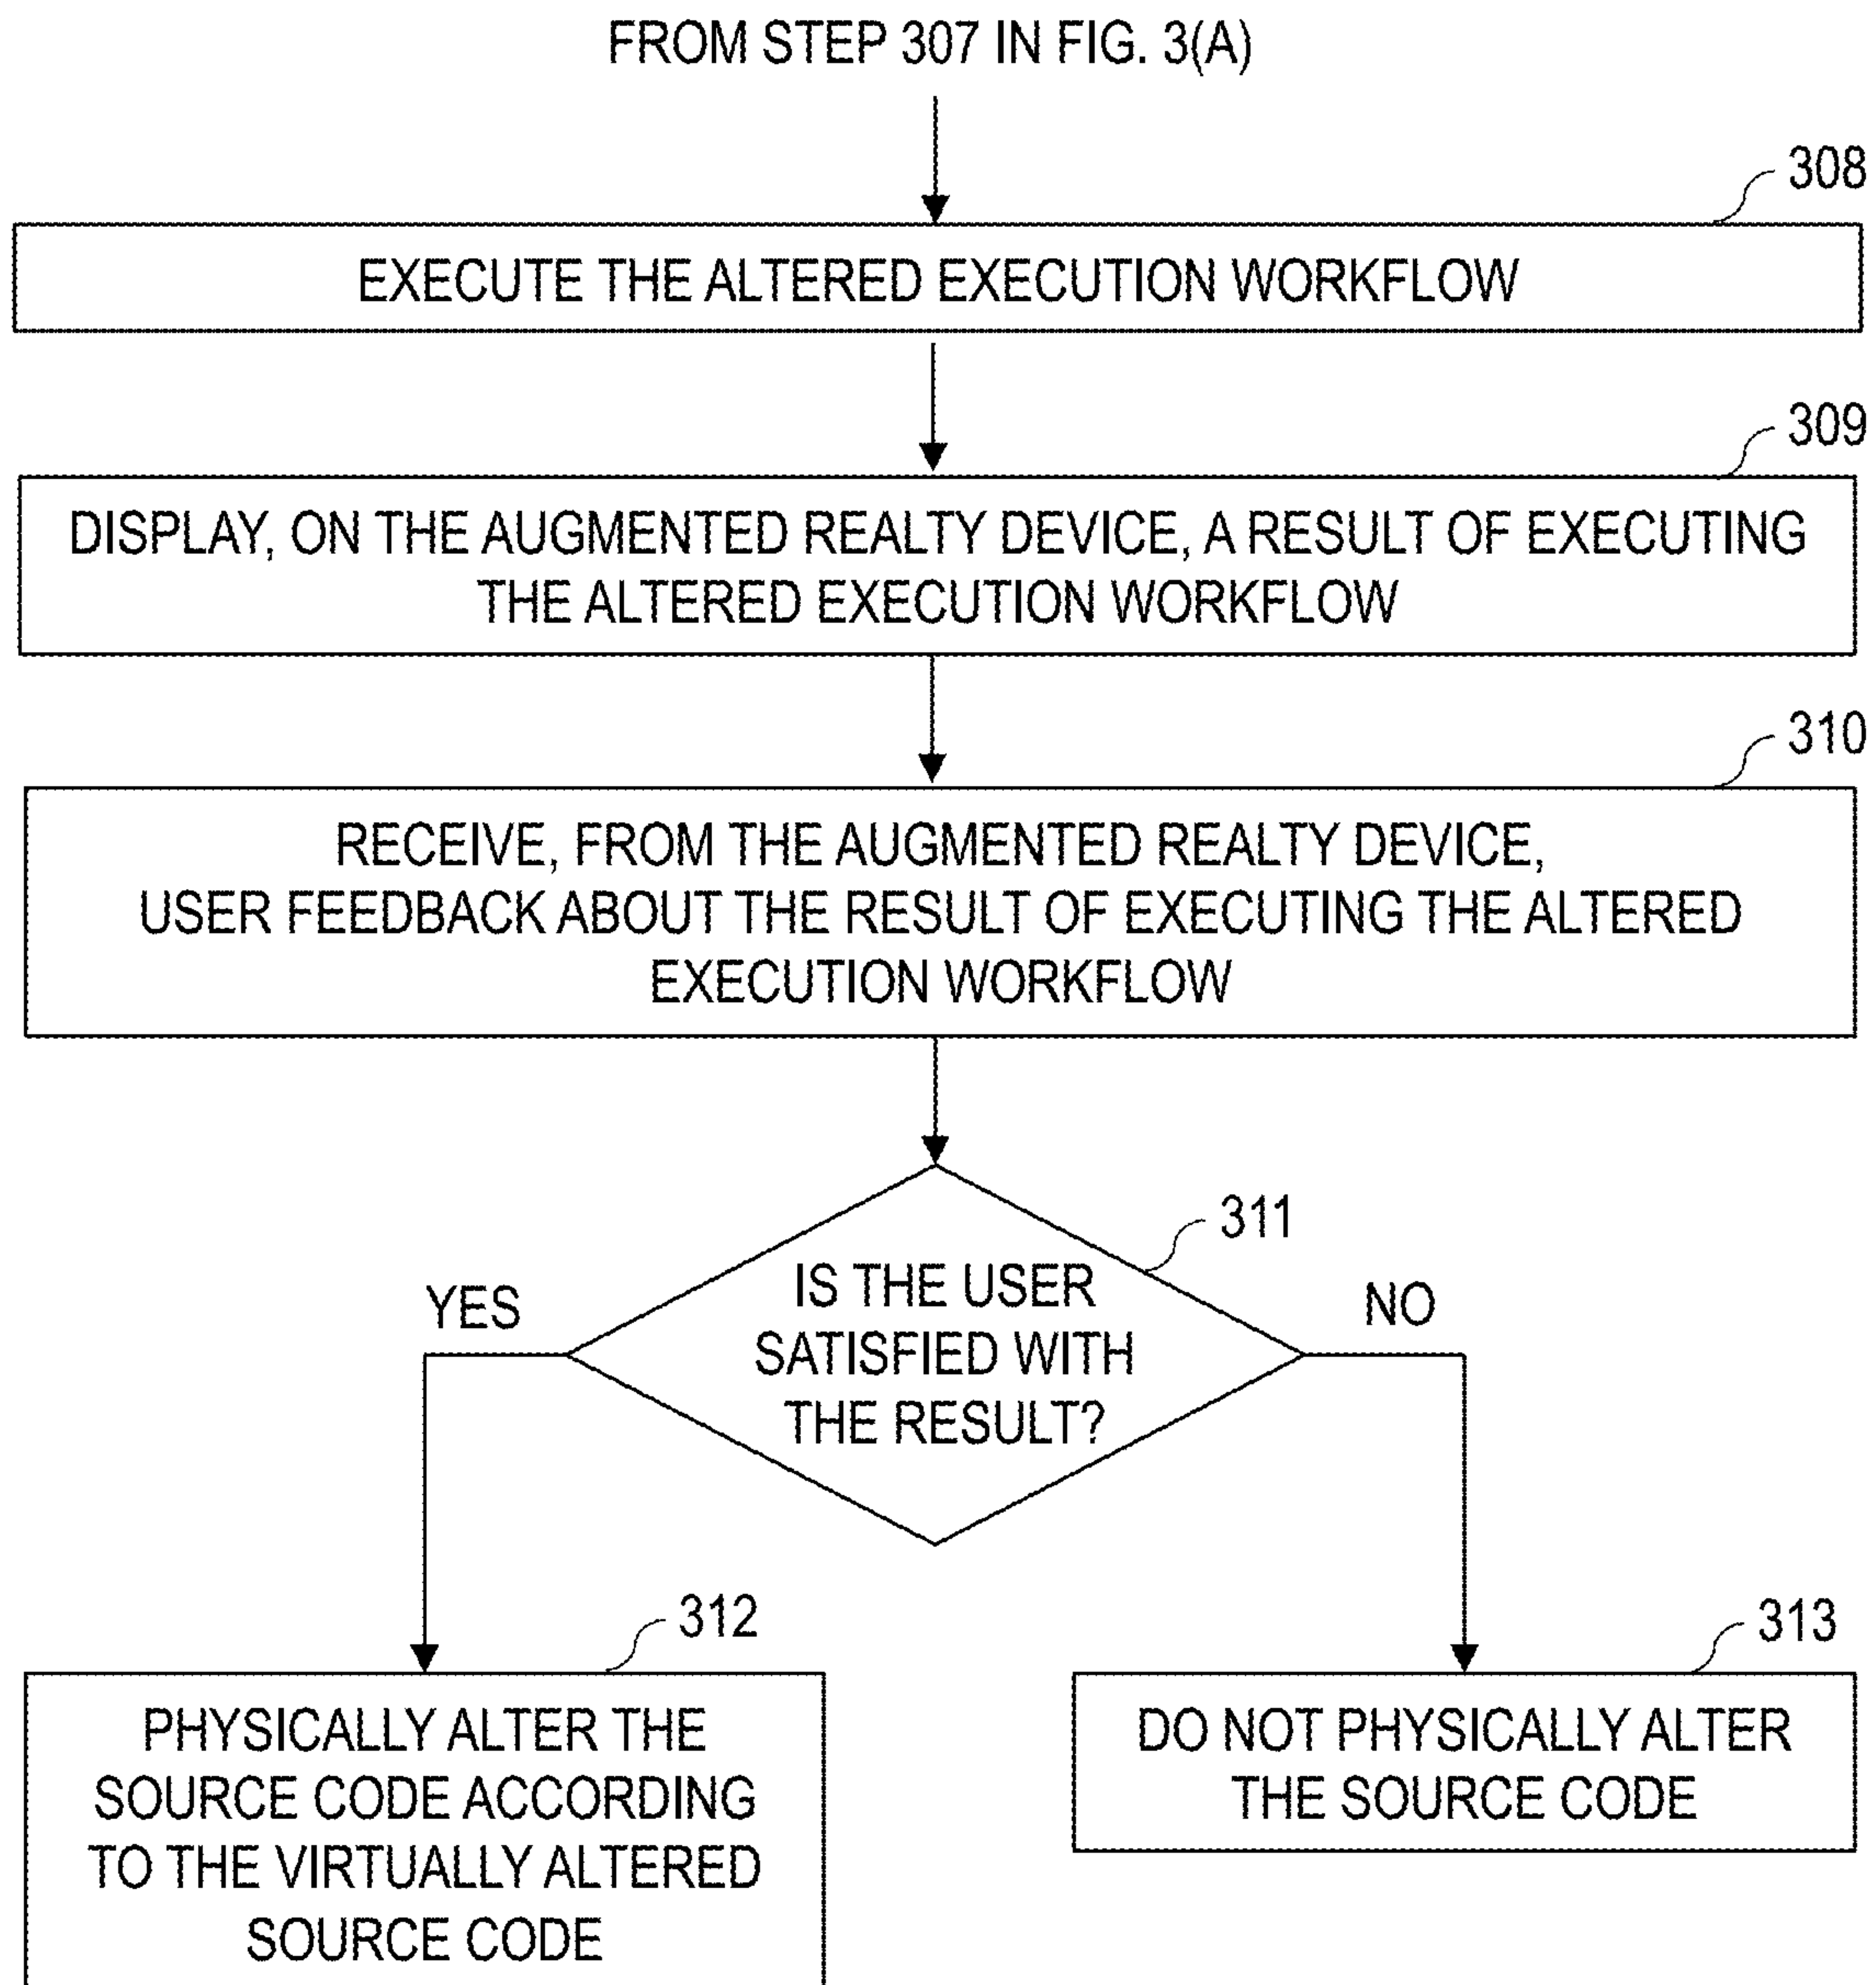 FROM STEP 307 IN FIG. 3(A)
308
EXECUTE THE ALTERED EXECUTION WORKFLOW
309
DISPLAY, ON THE AUGMENTED REALTY DEVICE, A RESULT OF EXECUTING
THE ALTERED EXECUTION WORKFLOW
310
RECEIVE, FROM THE AUGMENTED REALTY DEVICE,
USER FEEDBACK ABOUT THE RESULT OF EXECUTING THE ALTERED
EXECUTION WORKFLOW
311
IS THE USER
SATISFIED WITH
THE RESULT?
YES
NO
312
PHYSICALLY ALTER THE
SOURCE CODE ACCORDING
TO THE VIRTUALLY ALTERED
SOURCE CODE
313
DO NOT PHYSICALLY ALTER
THE SOURCE CODE